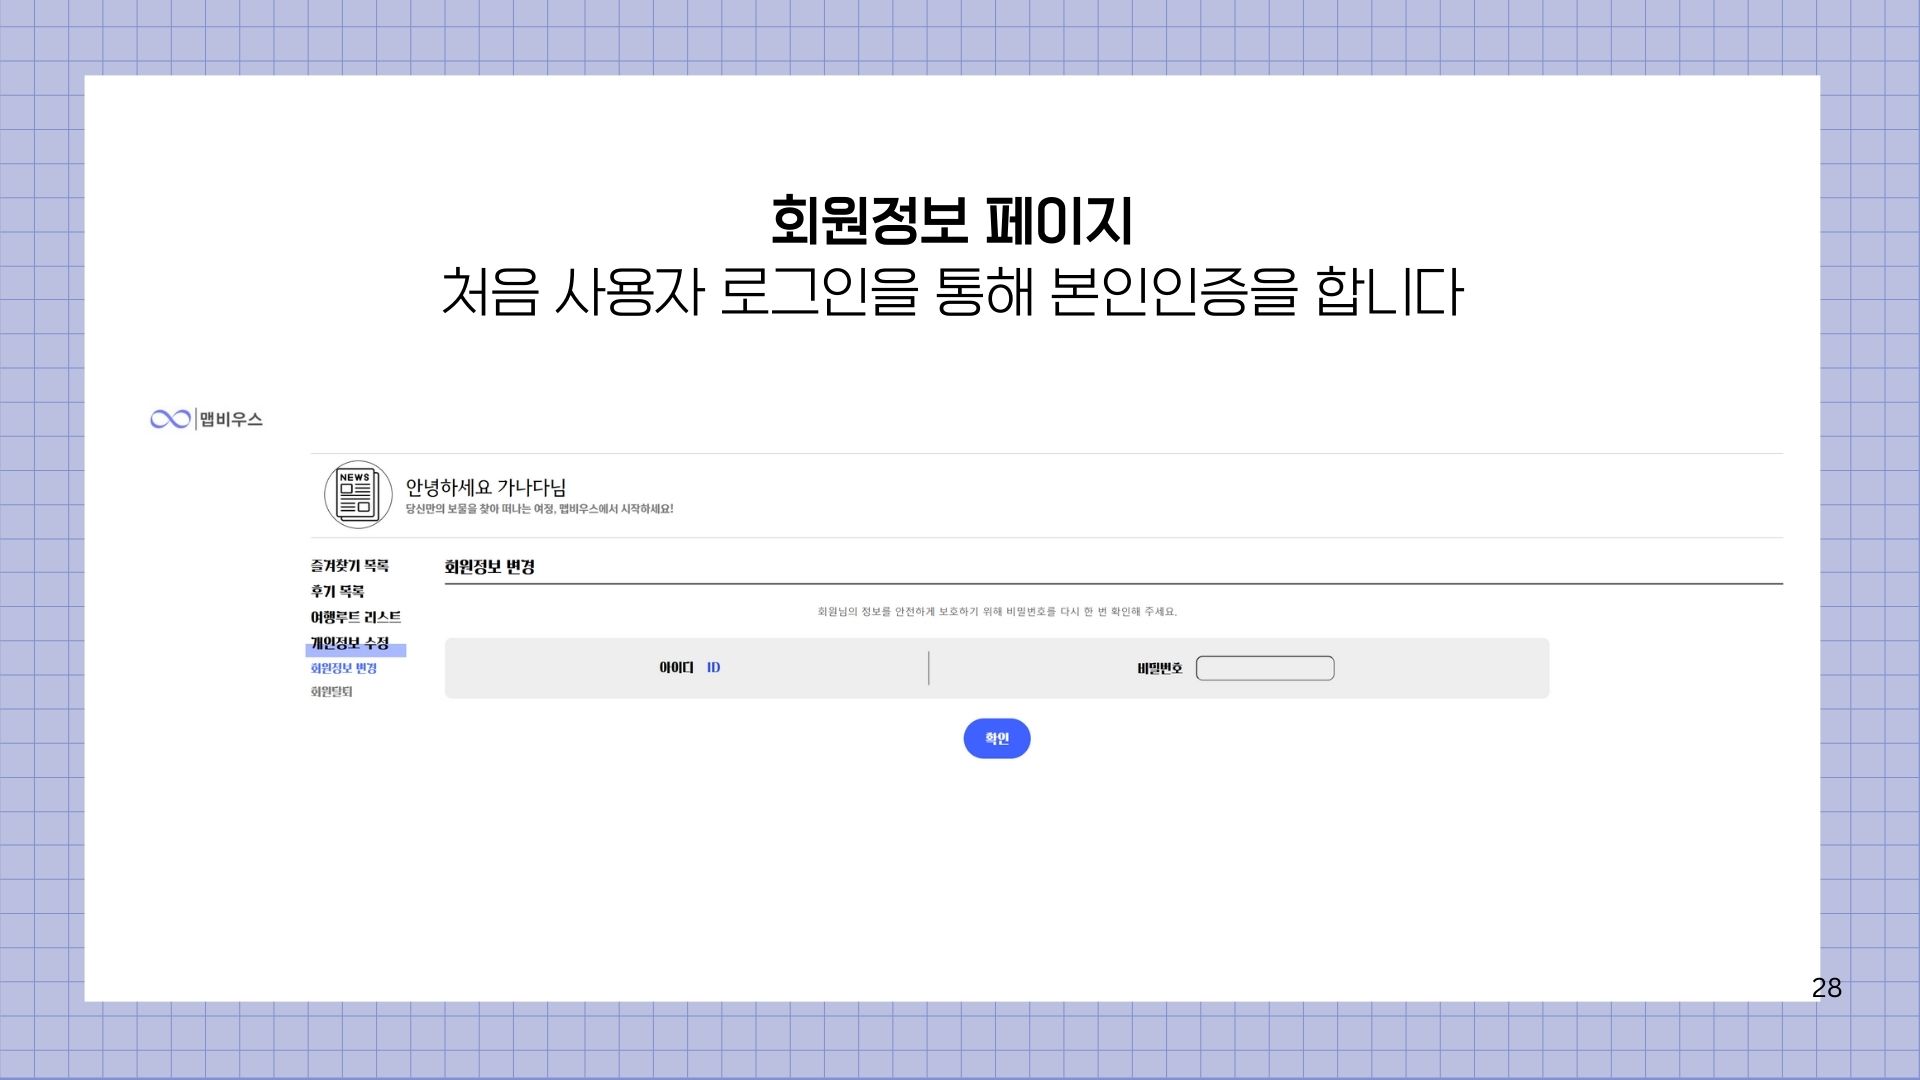 회원정보 페이지
처음 사용자 로그인을 통해 본인인증을 합니다
맵비우스
NEWS
안녕하세요 가나다님
당신만의 보물을 찾아 떠나는 여정, 맵비우스에서 시작하세요!
즐겨찾기 목록
후기 목록
여행루트 리스트
개인정보 수정
회원정보 변경
회원탈퇴
회원정보 변경
회원님의 정보를 안전하게 보호하기 위해 비밀번호를 다시 한 번 확인해 주세요.
아이디 ID
비밀번호
확인
28